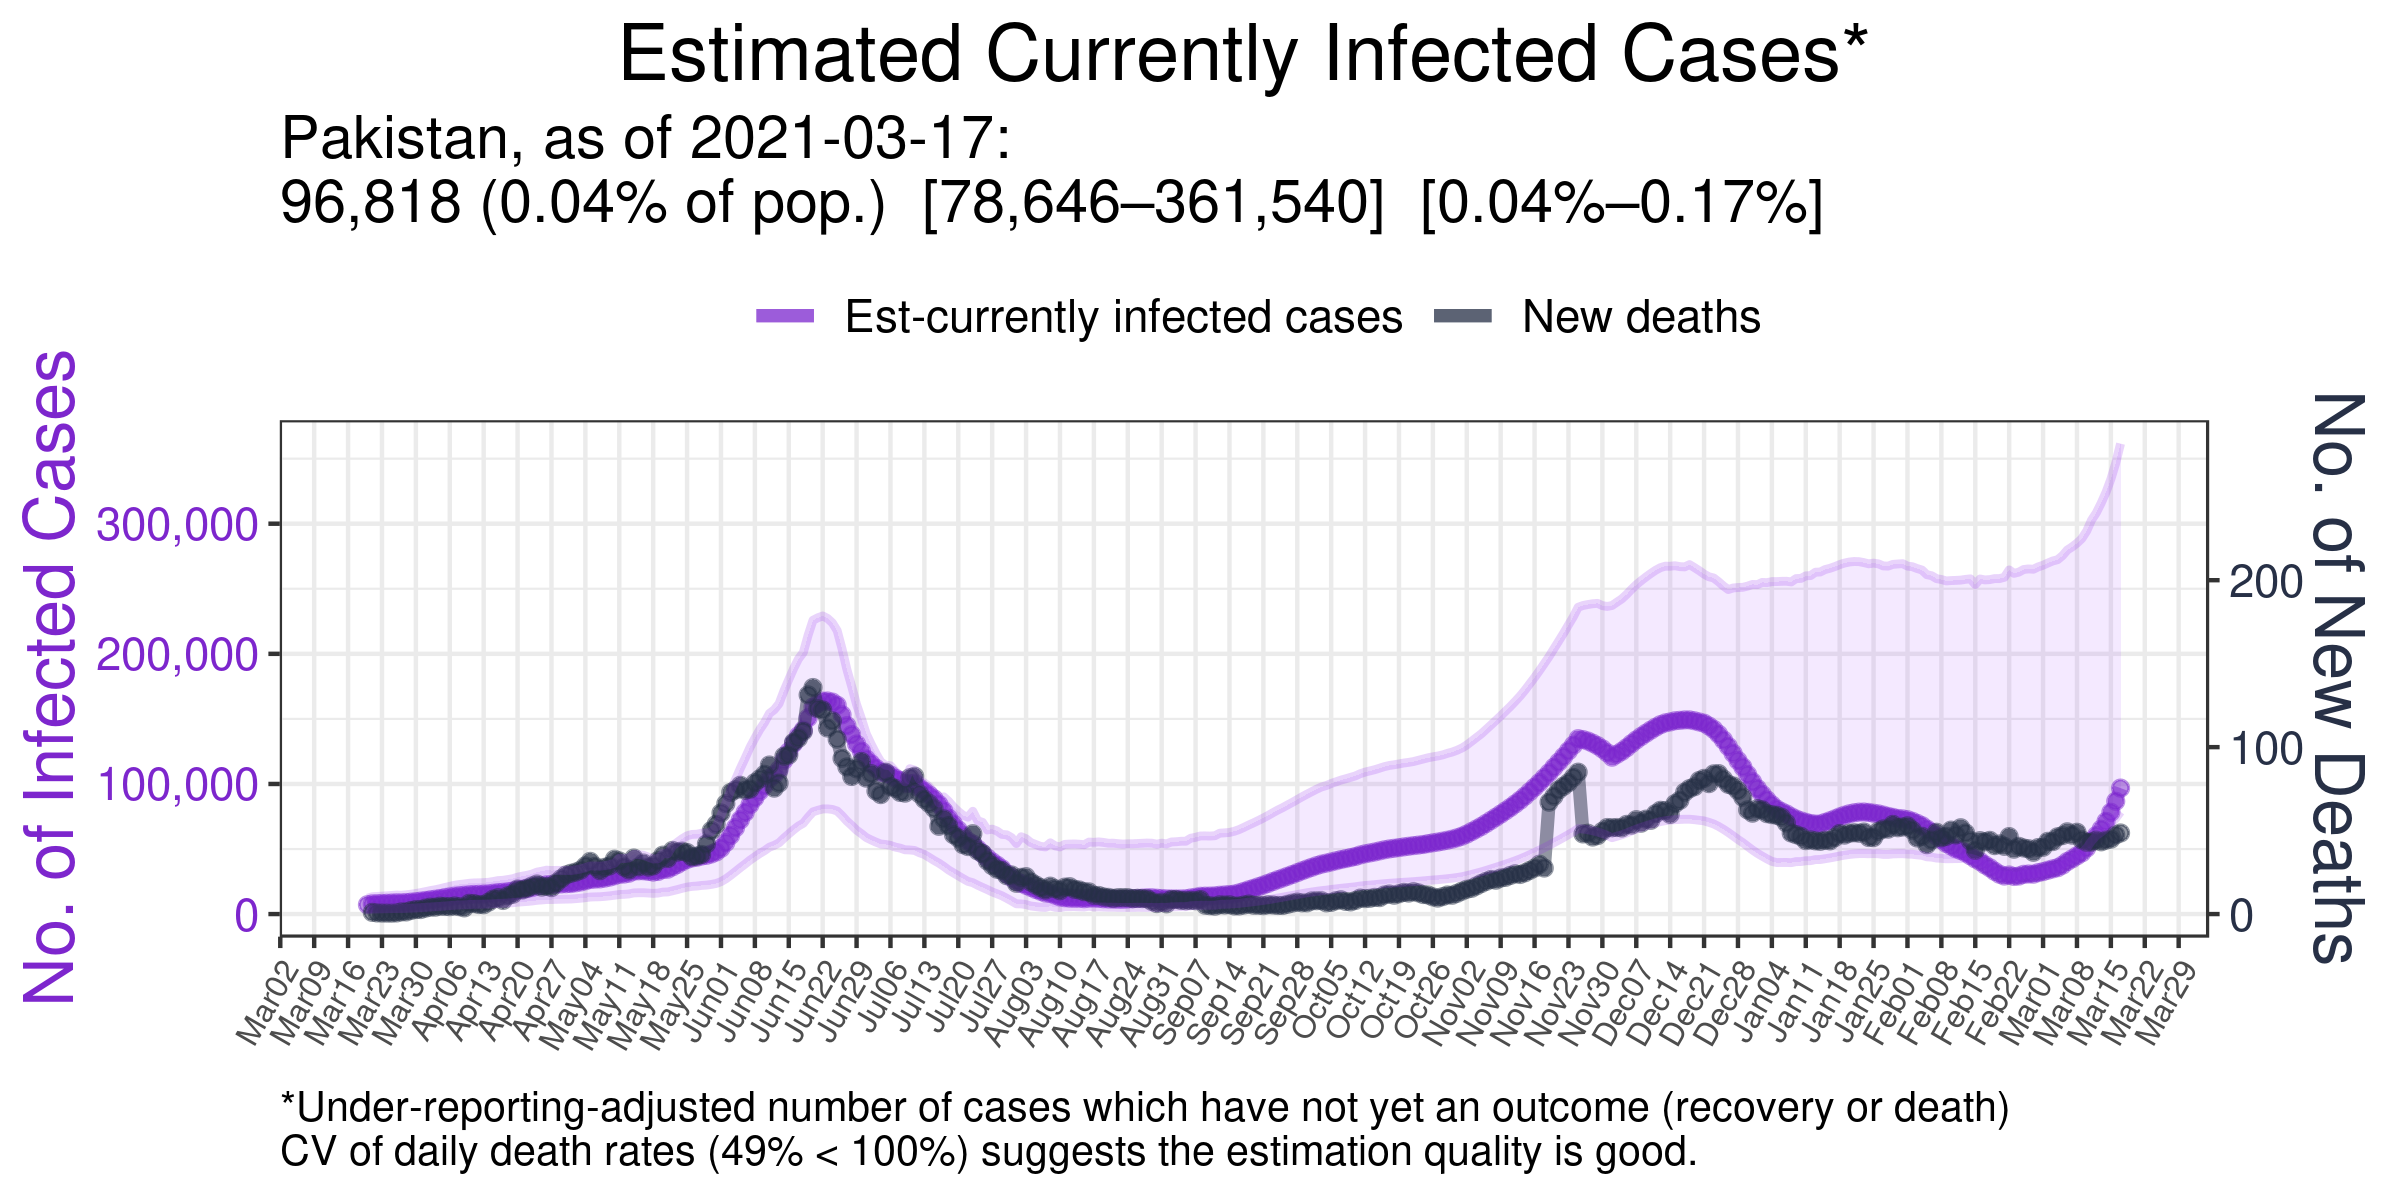 Estimated Currently Infected Cases*
Pakistan, as of 2021-03-17:
96,818 (0.04% of pop.) [78,646–361,540] [0.04%–0.17%]
Est-currently infected cases New deaths
No. of Infected Cases
300,000
200,000
100,000
0
200
100
0
No. of New Deaths
Mar02 Mar09 Mar16 Mar23 Mar30 Apr06 Apr13 Apr20 Apr27 May04 May11 May18 May25 Jun01 Jun08 Jun15 Jun22 Jun29 Jul06 Jul13 Jul20 Jul27 Aug03 Aug10 Aug17 Aug24 Aug31 Sep07 Sep14 Sep21 Sep28 Oct05 Oct12 Oct19 Oct26 Nov02 Nov09 Nov16 Nov23 Nov30 Dec07 Dec14 Dec21 Dec28 Jan04 Jan11 Jan18 Jan25 Feb01 Feb08 Feb15 Feb22 Mar01 Mar08 Mar15 Mar22 Mar29
*Under-reporting-adjusted number of cases which have not yet an outcome (recovery or death)
CV of daily death rates (49% < 100%) suggests the estimation quality is good.